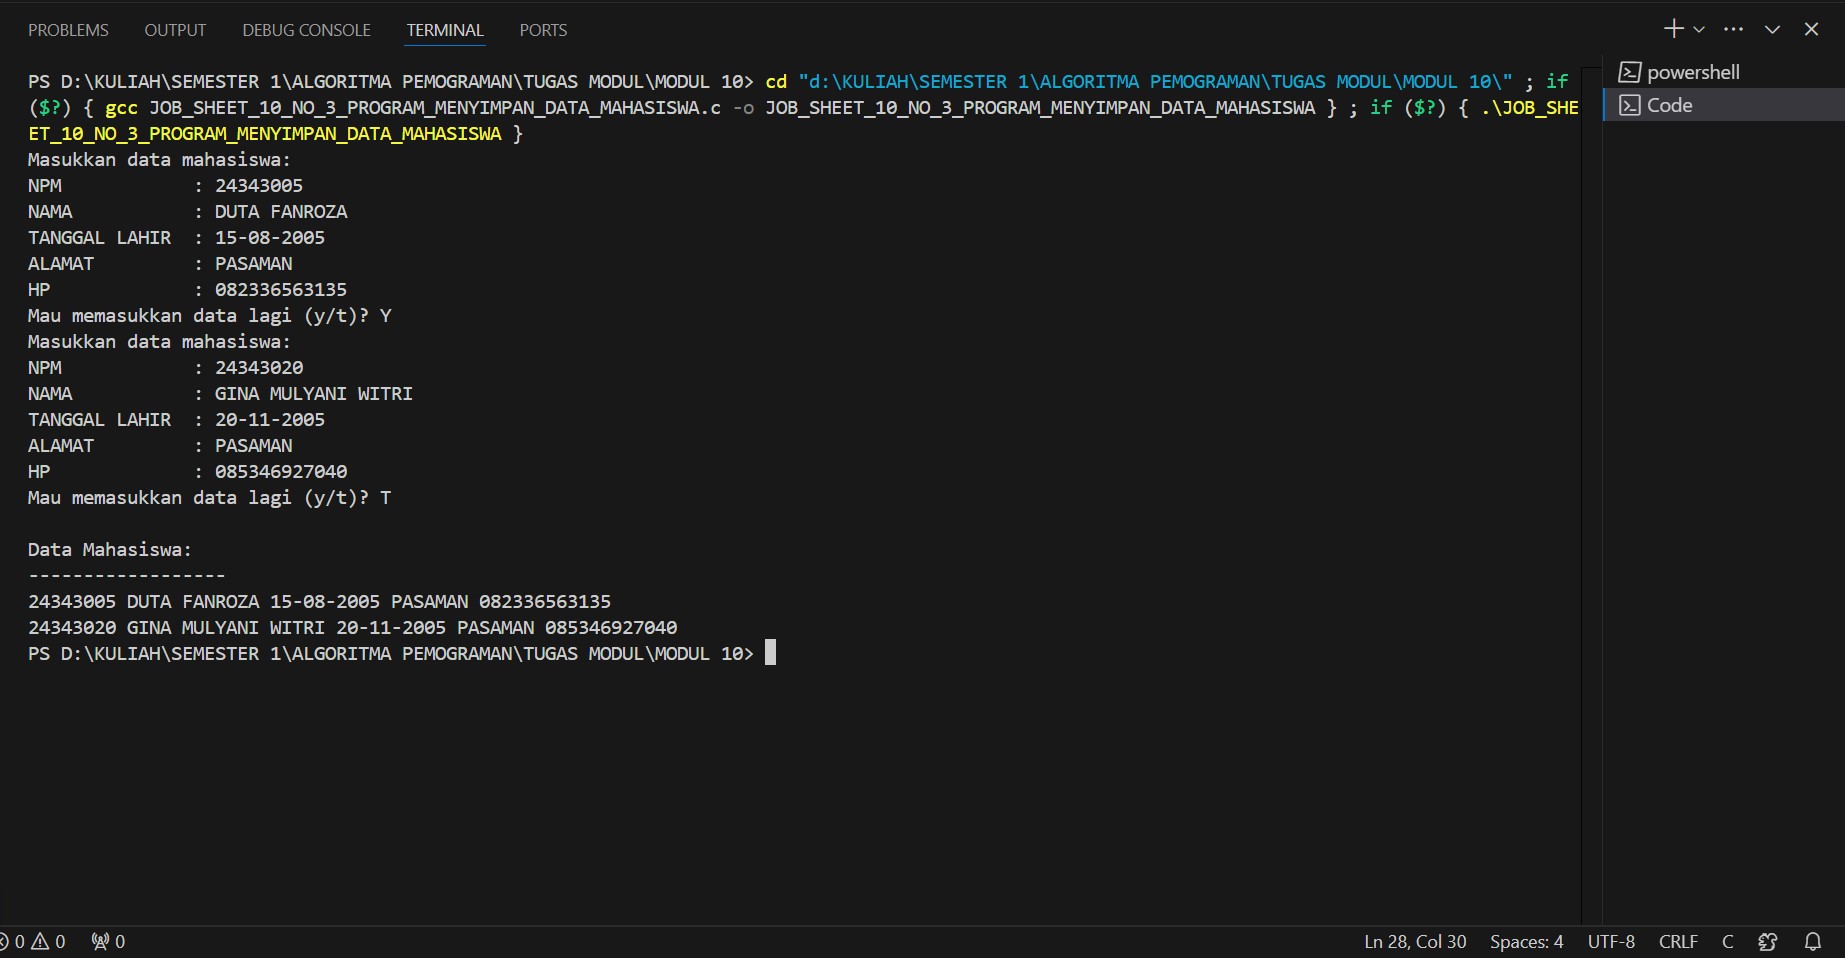 PROBLEMS OUTPUT DEBUG CONSOLE TERMINAL PORTS
PS D:\KULIAH\SEMESTER 1\ALGORITMA PEMOGRAMAN\TUGAS MODUL\MODUL 10> cd "d:\KULIAH\SEMESTER 1\ALGORITMA PEMOGRAMAN\TUGAS MODUL\MODUL 10\" ; if
($?) { gcc JOB_SHEET_10_NO_3_PROGRAM_MENYIMPAN_DATA_MAHASISWA.c -o JOB_SHEET_10_NO_3_PROGRAM_MENYIMPAN_DATA_MAHASISWA } ; if ($?) { .\JOB_SHE
ET_10_NO_3_PROGRAM_MENYIMPAN_DATA_MAHASISWA }
Masukkan data mahasiswa:
NPM : 24343005
NAMA : DUTA FANROZA
TANGGAL LAHIR : 15-08-2005
ALAMAT : PASAMAN
HP : 082336563135
Mau memasukkan data lagi (y/t)? Y
Masukkan data mahasiswa:
NPM : 24343020
NAMA : GINA MULYANI WITRI
TANGGAL LAHIR : 20-11-2005
ALAMAT : PASAMAN
HP : 085346927040
Mau memasukkan data lagi (y/t)? T
Data Mahasiswa:
------------------
24343005 DUTA FANROZA 15-08-2005 PASAMAN 082336563135
24343020 GINA MULYANI WITRI 20-11-2005 PASAMAN 085346927040
PS D:\KULIAH\SEMESTER 1\ALGORITMA PEMOGRAMAN\TUGAS MODUL\MODUL 10>
powershell
Code
0 0 0 Ln 28, Col 30 Spaces: 4 UTF-8 CRLF C